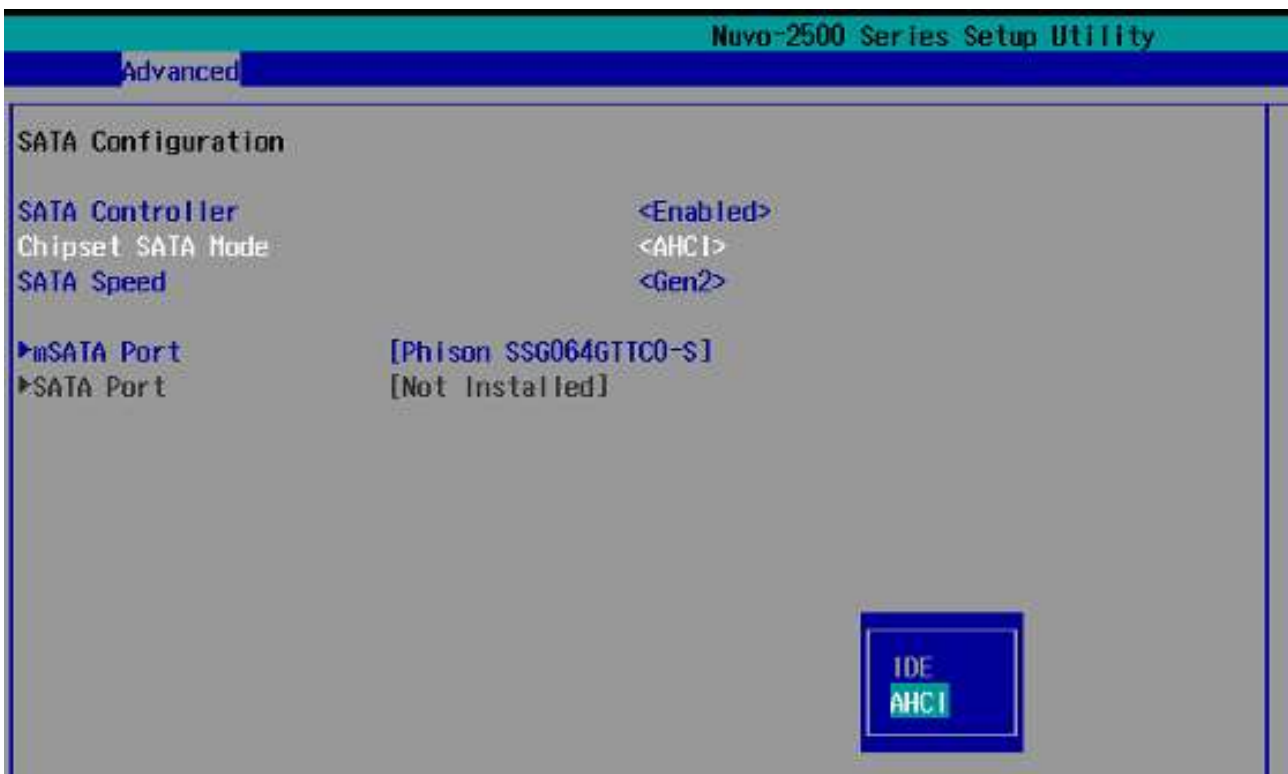 Nuvo-2500 Series Setup Utility
Advanced
SATA Configuration
SATA Controller <Enabled>
Chipset SATA Mode <AHCI>
SATA Speed <Gen2>
▶mSATA Port [Phison SSG064GTTC0-S]
▶SATA Port [Not Installed]
IDE
AHCI